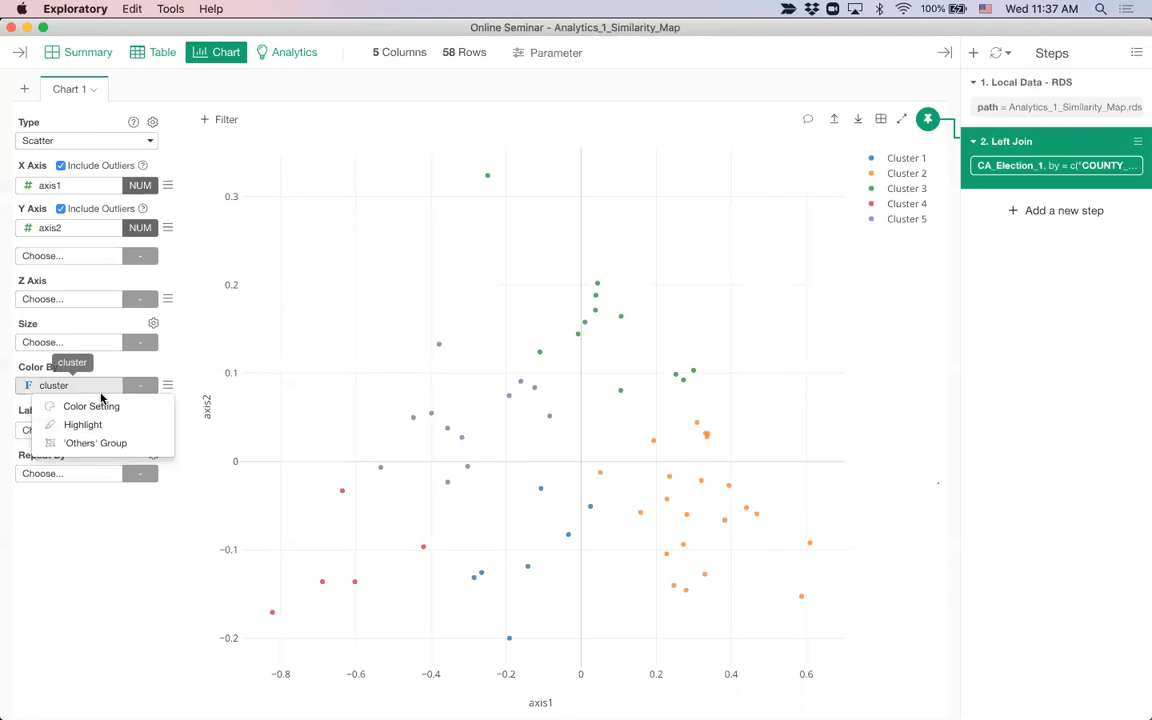 Exploratory Edit Tools Help 100% Wed 11:37 AM
Online Seminar - Analytics_1_Similarity_Map
Summary Table Chart Analytics 5 Columns 58 Rows Parameter Steps
Chart 1
1. Local Data - RDS
path = Analytics_1_Similarity_Map.rds
2. Left Join
CA_Election_1, by = c("COUNTY_...
Add a new step
Filter
Type
Scatter
X Axis Include Outliers
# axis1 NUM
Y Axis Include Outliers
# axis2 NUM
Choose... -
Z Axis
Choose... -
Size
Choose... -
cluster
Color By
F cluster -
Color Setting
Highlight
'Others' Group
Choose... -
Cluster 1
Cluster 2
Cluster 3
Cluster 4
Cluster 5
0.3
0.2
0.1
0
−0.1
−0.2
axis2
−0.8 −0.6 −0.4 −0.2 0 0.2 0.4 0.6
axis1